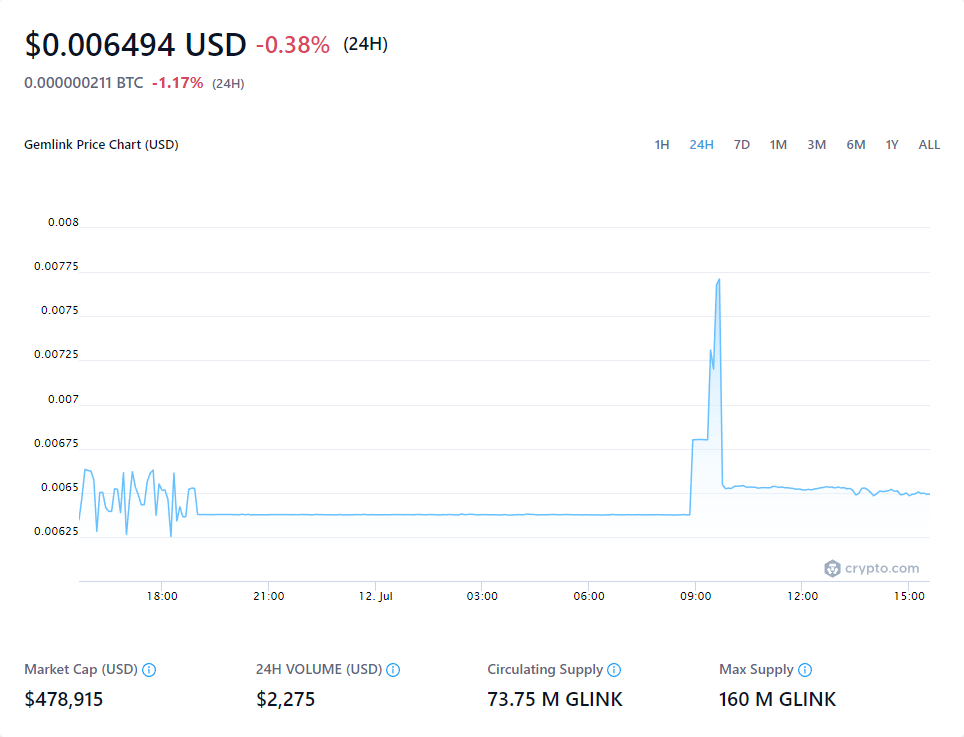 $0.006494 USD -0.38% (24H)
0.000000211 BTC -1.17% (24H)
Gemlink Price Chart (USD)
1H 24H 7D 1M 3M 6M 1Y ALL
0.008
0.00775
0.0075
0.00725
0.007
0.00675
0.0065
0.00625
crypto.com
18:00 21:00 12. Jul 03:00 06:00 09:00 12:00 15:00
Market Cap (USD) 24H VOLUME (USD) Circulating Supply Max Supply
$478,915 $2,275 73.75 M GLINK 160 M GLINK